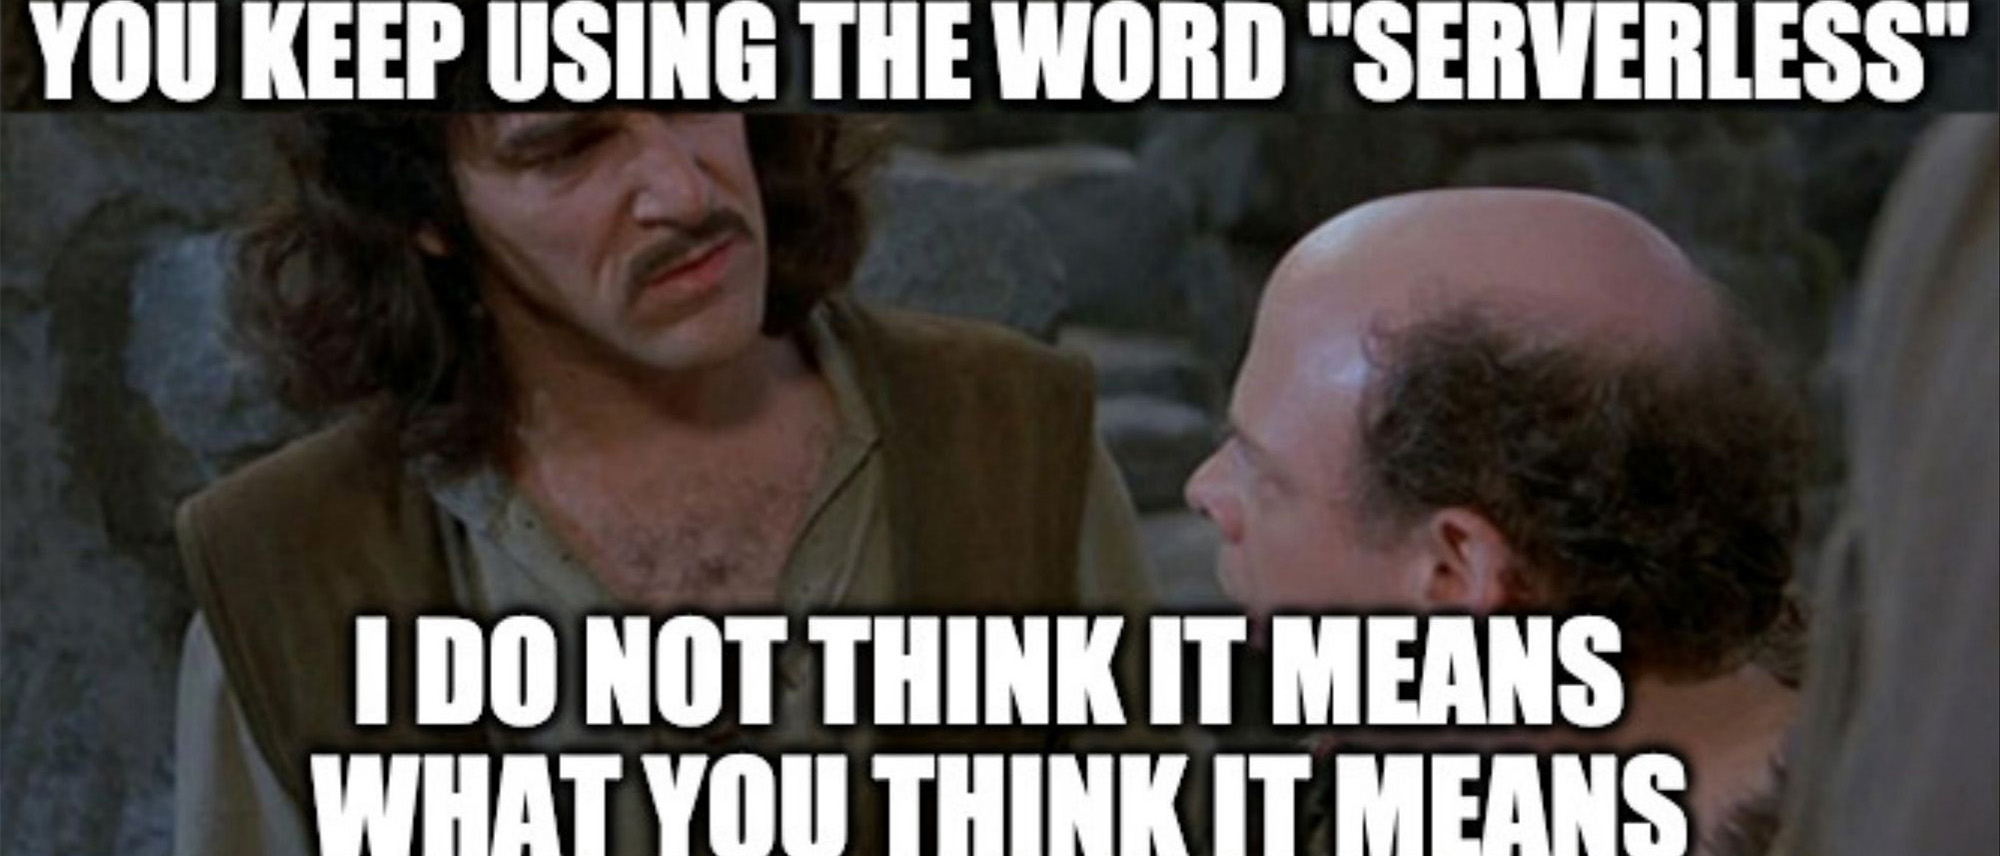 YOU KEEP USING THE WORD "SERVERLESS"
I DO NOT THINK IT MEANS
WHAT YOU THINK IT MEANS